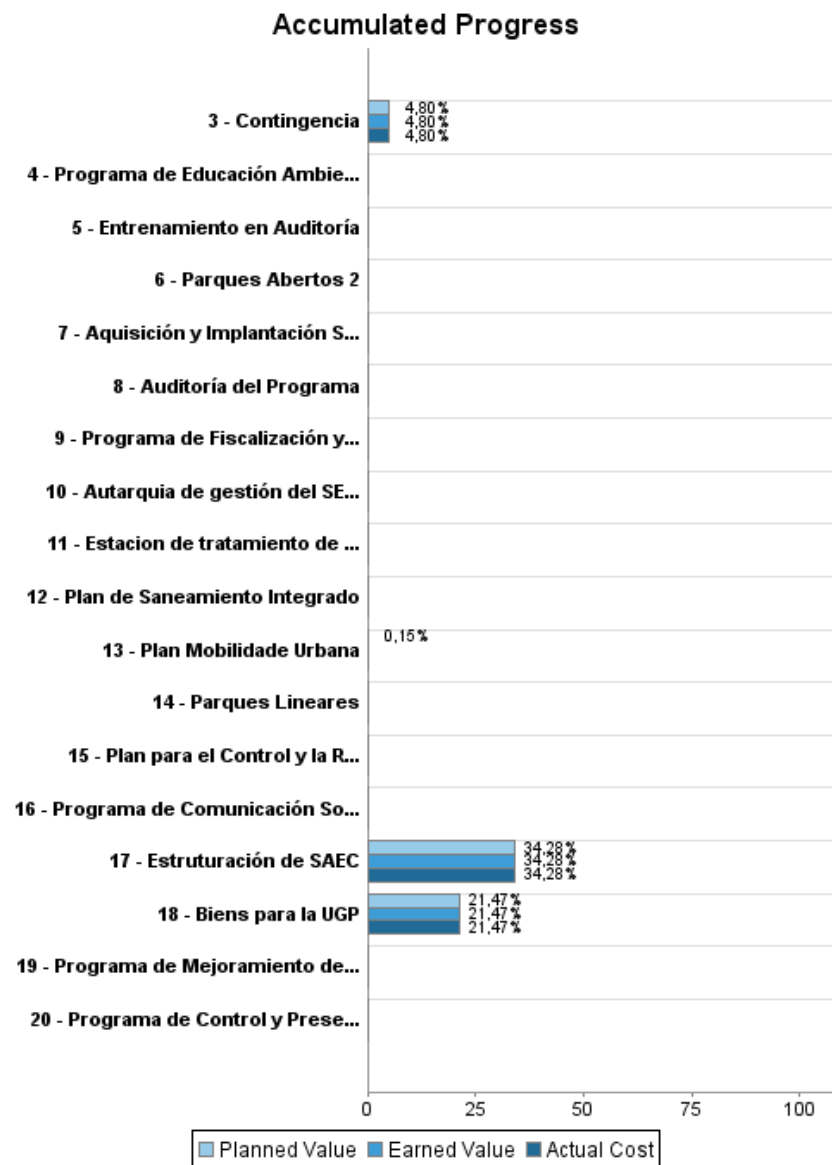 Accumulated Progress
3 - Contingencia
4,80%
4,80%
4,80%
4 - Programa de Educación Ambie...
5 - Entrenamiento en Auditoría
6 - Parques Abertos 2
7 - Aquisición y Implantación S...
8 - Auditoría del Programa
9 - Programa de Fiscalización y...
10 - Autarquia de gestión del SE...
11 - Estacion de tratamiento de ...
12 - Plan de Saneamiento Integrado
13 - Plan Mobilidade Urbana
0,15%
14 - Parques Lineares
15 - Plan para el Control y la R...
16 - Programa de Comunicación So...
17 - Estruturación de SAEC
34,28%
34,28%
34,28%
18 - Biens para la UGP
21,47%
21,47%
21,47%
19 - Programa de Mejoramiento de...
20 - Programa de Control y Prese...
0 25 50 75 100
Planned Value Earned Value Actual Cost